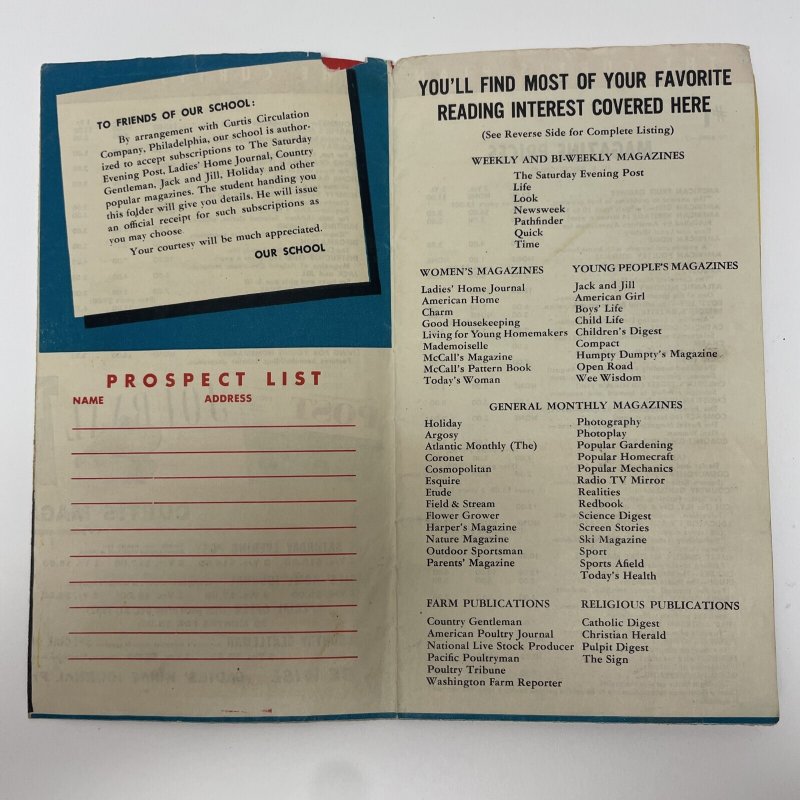 TO FRIENDS OF OUR SCHOOL:
By arrangement with Curtis Circulation
Company, Philadelphia, our school is author-
ized to accept subscriptions to The Saturday
Evening Post, Ladies' Home Journal, Country
Gentleman, Jack and Jill, Holiday and other
popular magazines. The student handing you
this folder will give you details. He will issue
an official receipt for such subscriptions as
you may choose
Your courtesy will be much appreciated.
OUR SCHOOL
PROSPECT LIST
NAME ADDRESS
YOU'LL FIND MOST OF YOUR FAVORITE
READING INTEREST COVERED HERE
(See Reverse Side for Complete Listing)
WEEKLY AND BI-WEEKLY MAGAZINES
The Saturday Evening Post
Life
Look
Newsweek
Pathfinder
Quick
Time
WOMEN'S MAGAZINES
Ladies' Home Journal
American Home
Charm
Good Housekeeping
Living for Young Homemakers
Mademoiselle
McCall's Magazine
McCall's Pattern Book
Today's Woman
YOUNG PEOPLE'S MAGAZINES
Jack and Jill
American Girl
Boys' Life
Child Life
Children's Digest
Compact
Humpty Dumpty's Magazine
Open Road
Wee Wisdom
GENERAL MONTHLY MAGAZINES
Holiday
Argosy
Atlantic Monthly (The)
Coronet
Cosmopolitan
Esquire
Etude
Field & Stream
Flower Grower
Harper's Magazine
Nature Magazine
Outdoor Sportsman
Parents' Magazine
Photography
Photoplay
Popular Gardening
Popular Homecraft
Popular Mechanics
Radio TV Mirror
Realities
Redbook
Science Digest
Screen Stories
Ski Magazine
Sport
Sports Afield
Today's Health
FARM PUBLICATIONS
Country Gentleman
American Poultry Journal
National Live Stock Producer
Pacific Poultryman
Poultry Tribune
Washington Farm Reporter
RELIGIOUS PUBLICATIONS
Catholic Digest
Christian Herald
Pulpit Digest
The Sign